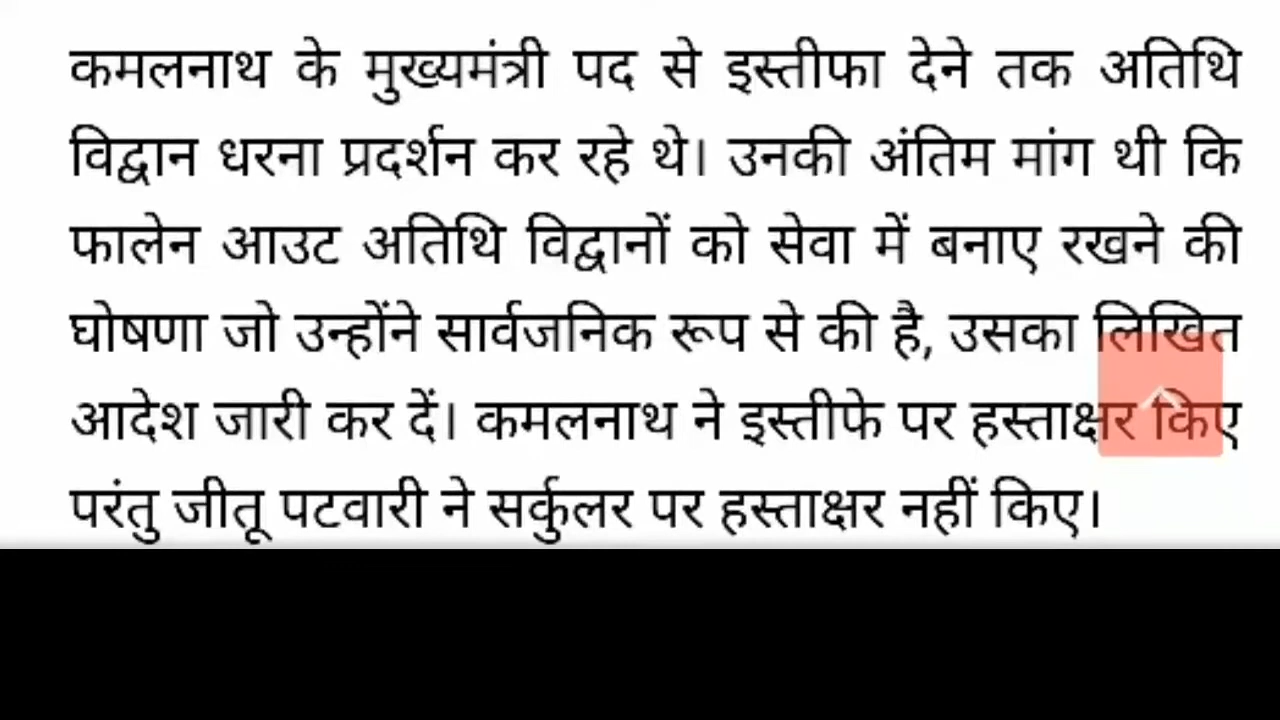 कमलनाथ के मुख्यमंत्री पद से इस्तीफा देने तक अतिथि
विद्वान धरना प्रदर्शन कर रहे थे। उनकी अंतिम मांग थी कि
फालेन आउट अतिथि विद्वानों को सेवा में बनाए रखने की
घोषणा जो उन्होंने सार्वजनिक रूप से की है, उसका लिखित
आदेश जारी कर दें। कमलनाथ ने इस्तीफे पर हस्ताक्षर किए
परंतु जीतू पटवारी ने सर्कुलर पर हस्ताक्षर नहीं किए।